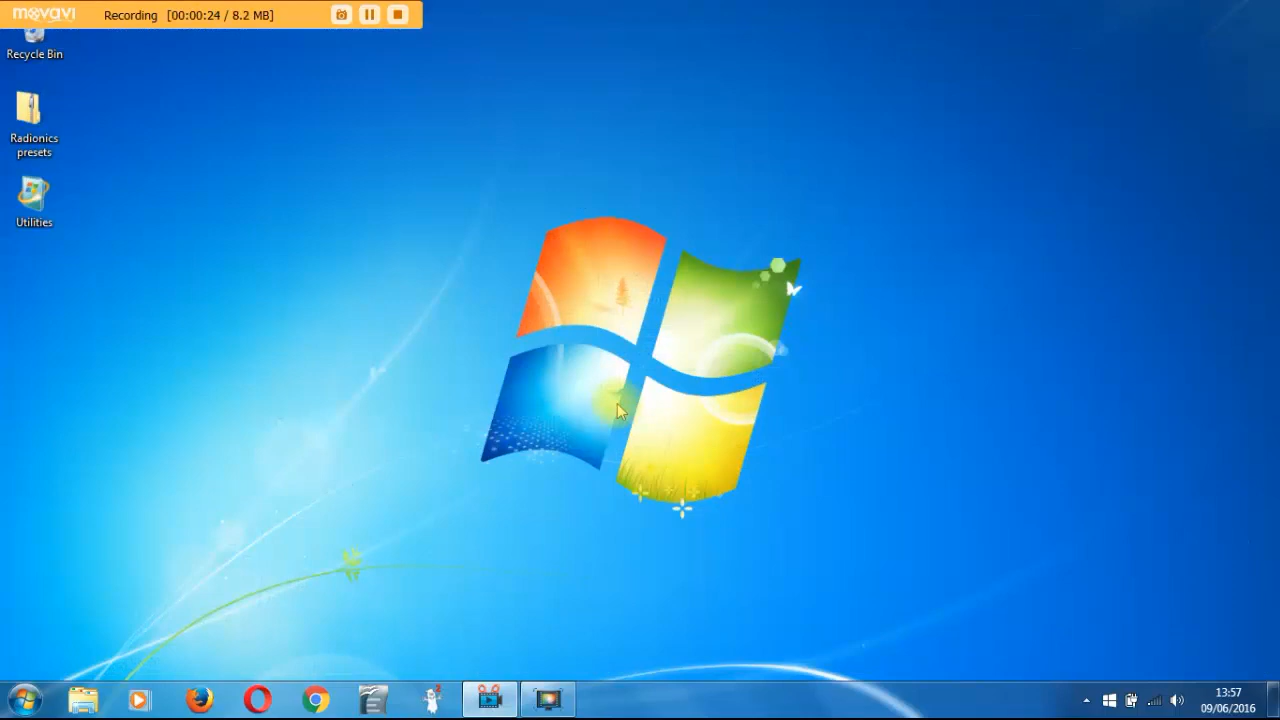 movavi Recording [00:00:24 / 8.2 MB]
Recycle Bin
Radionics
presets
Utilities
13:57
09/06/2016